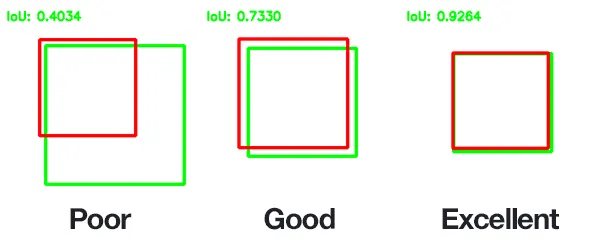 IoU: 0.4034
IoU: 0.7330
IoU: 0.9264
Poor
Good
Excellent